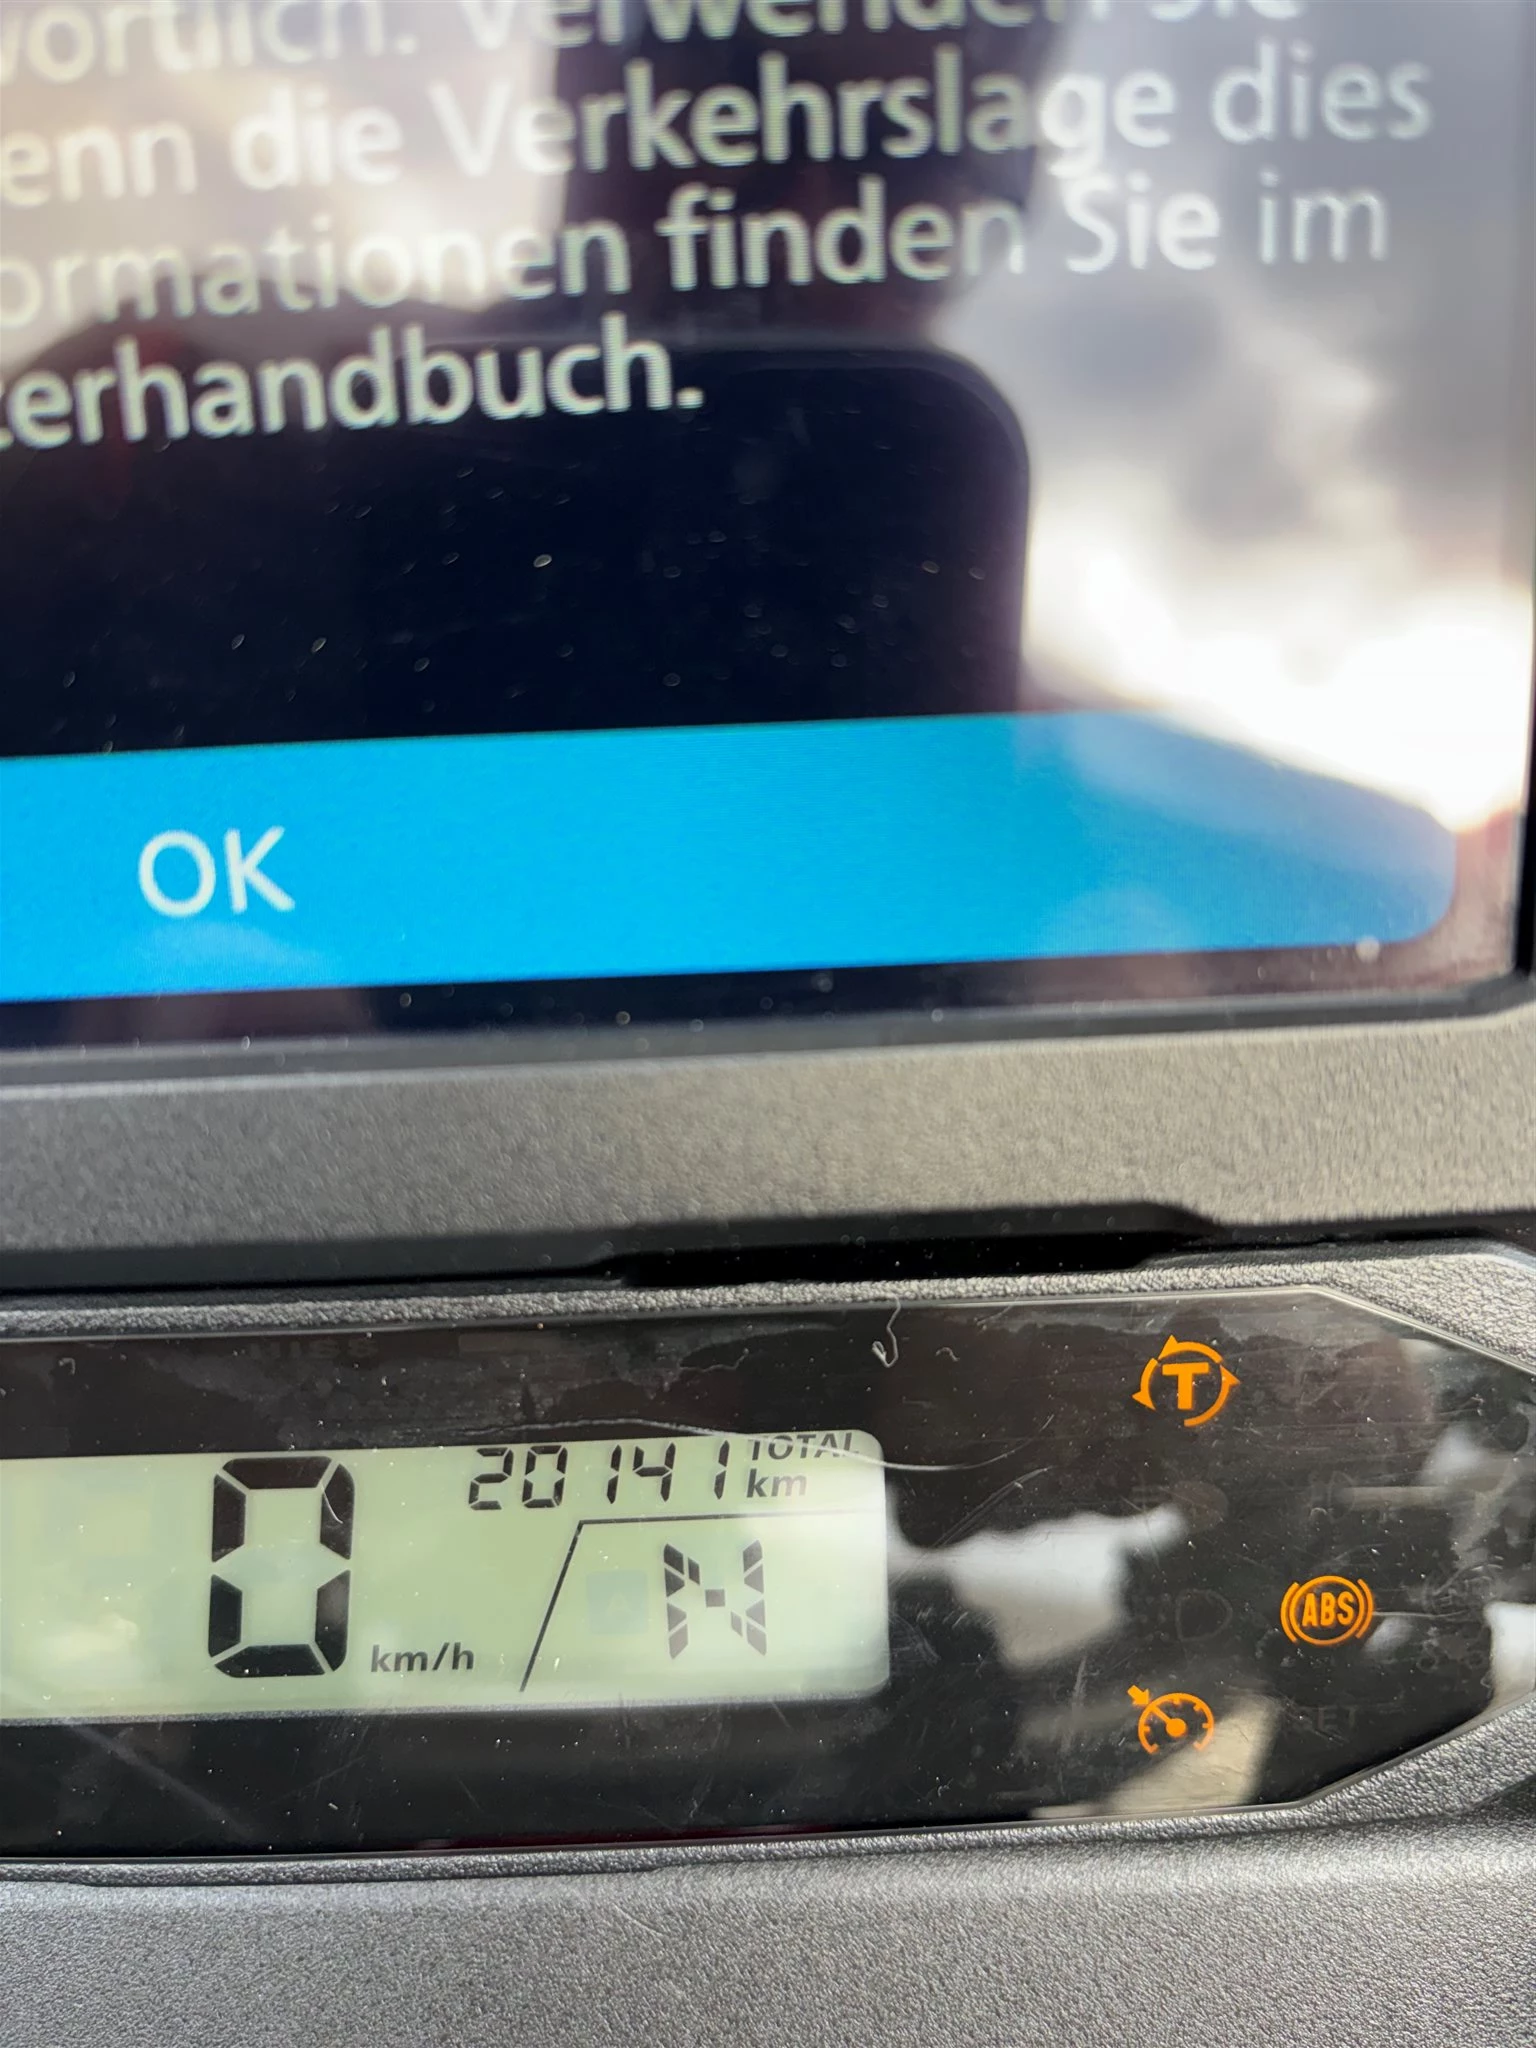 wortlich. Verwenden Sie
enn die Verkehrslage dies
ormationen finden Sie im
terhandbuch.
OK
T
20141 TOTAL
km
0 km/h
N
ABS
SET